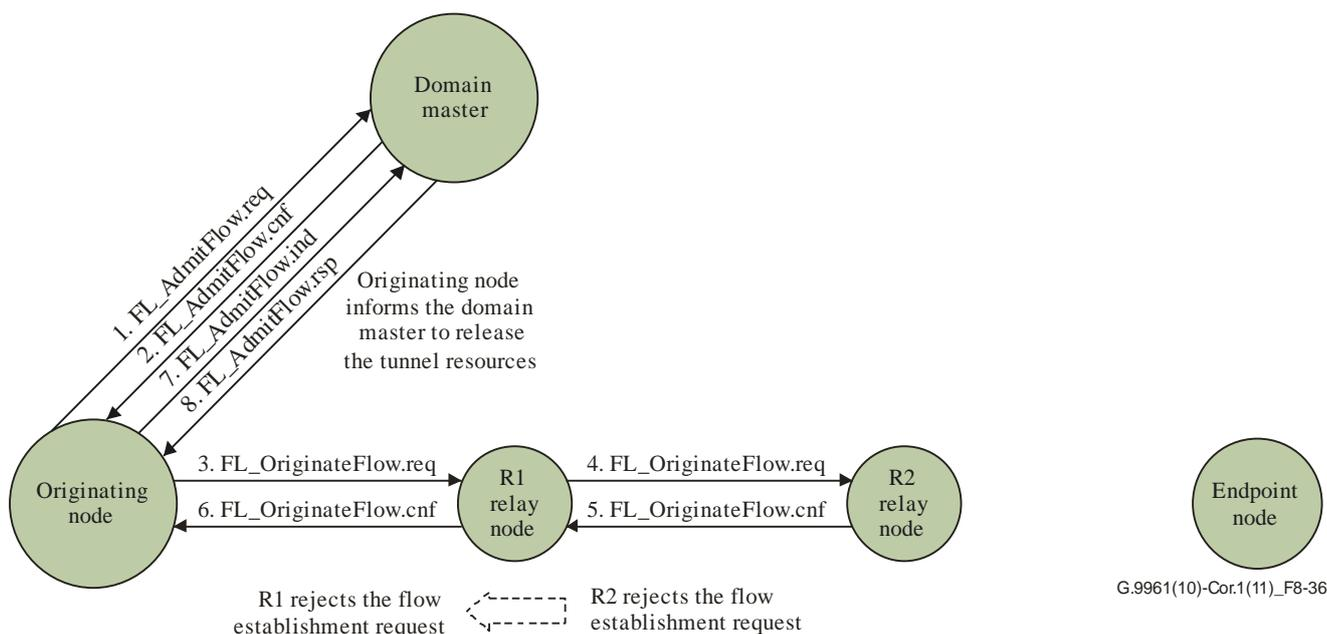 Domain
master
1. FL_AdmitFlow.req
2. FL_AdmitFlow.cnf
7. FL_AdmitFlow.ind
8. FL_AdmitFlow.rsp
Originating node
informs the domain
master to release
the tunnel resources
Originating
node
3. FL_OriginateFlow.req
6. FL_OriginateFlow.cnf
R1
relay
node
4. FL_OriginateFlow.req
5. FL_OriginateFlow.cnf
R2
relay
node
Endpoint
node
G.9961(10)-Cor.1(11)_F8-36
R1 rejects the flow
establishment request
R2 rejects the flow
establishment request